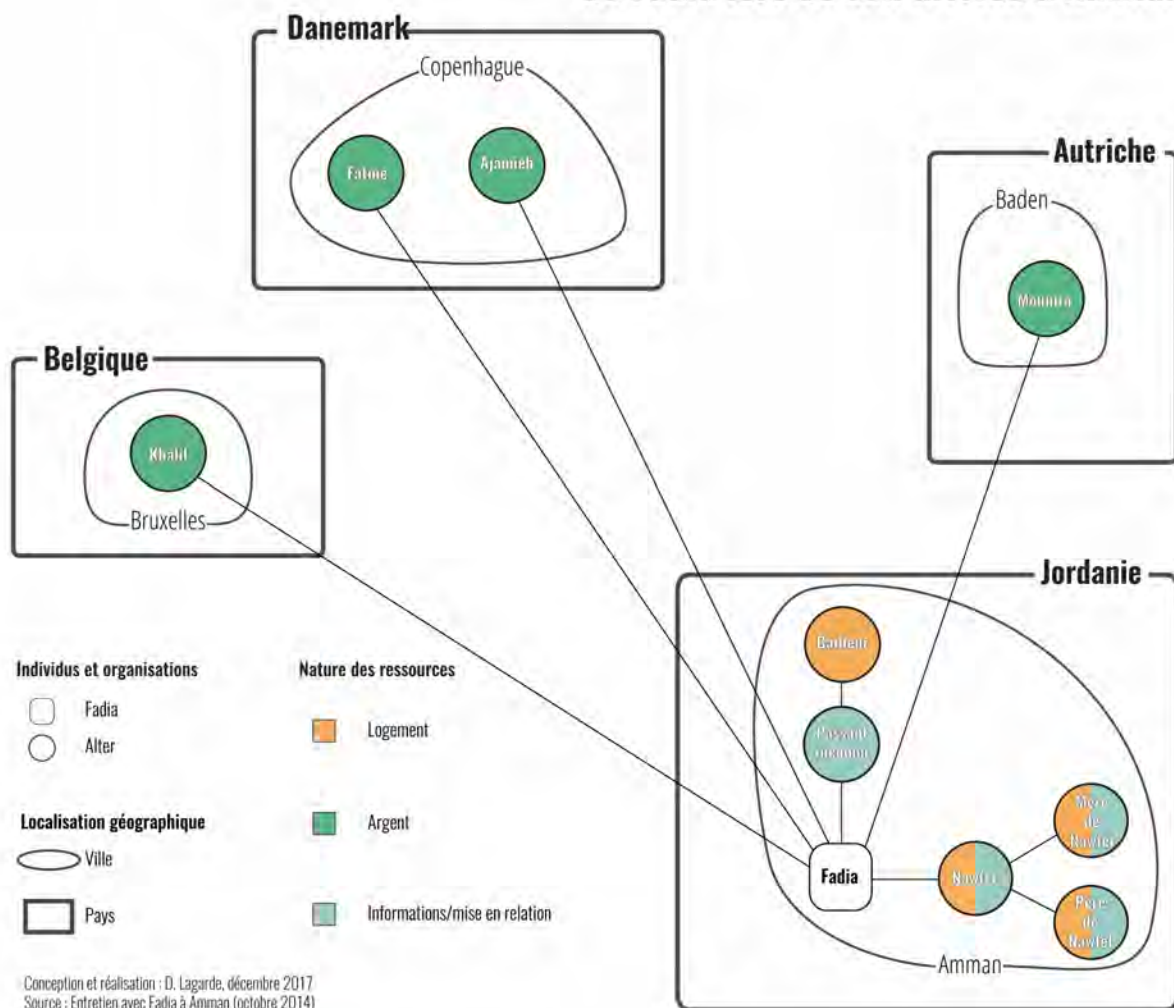 Danemark
Copenhague
Fatme
Ajanieh
Autriche
Baden
Mounira
Belgique
Khalil
Bruxelles
Jordanie
Bailleur
Passant
inconnu
Mère
de
Nawfel
Fadia
Nawfel
Père
de
Nawfel
Amman
Individus et organisations
Fadia
Alter
Localisation géographique
Ville
Pays
Nature des ressources
Logement
Argent
Informations/mise en relation
Conception et réalisation : D. Lagarde, décembre 2017
Source : Entretien avec Fadia à Amman (octobre 2014)